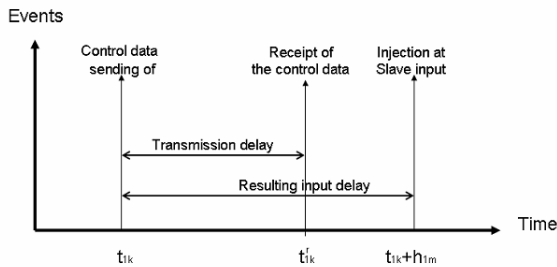 Events
Control data
sending of
Receipt of
the control data
Injection at
Slave input
Transmission delay
Resulting input delay
Time
t1k
tr1k
t1k+h1m